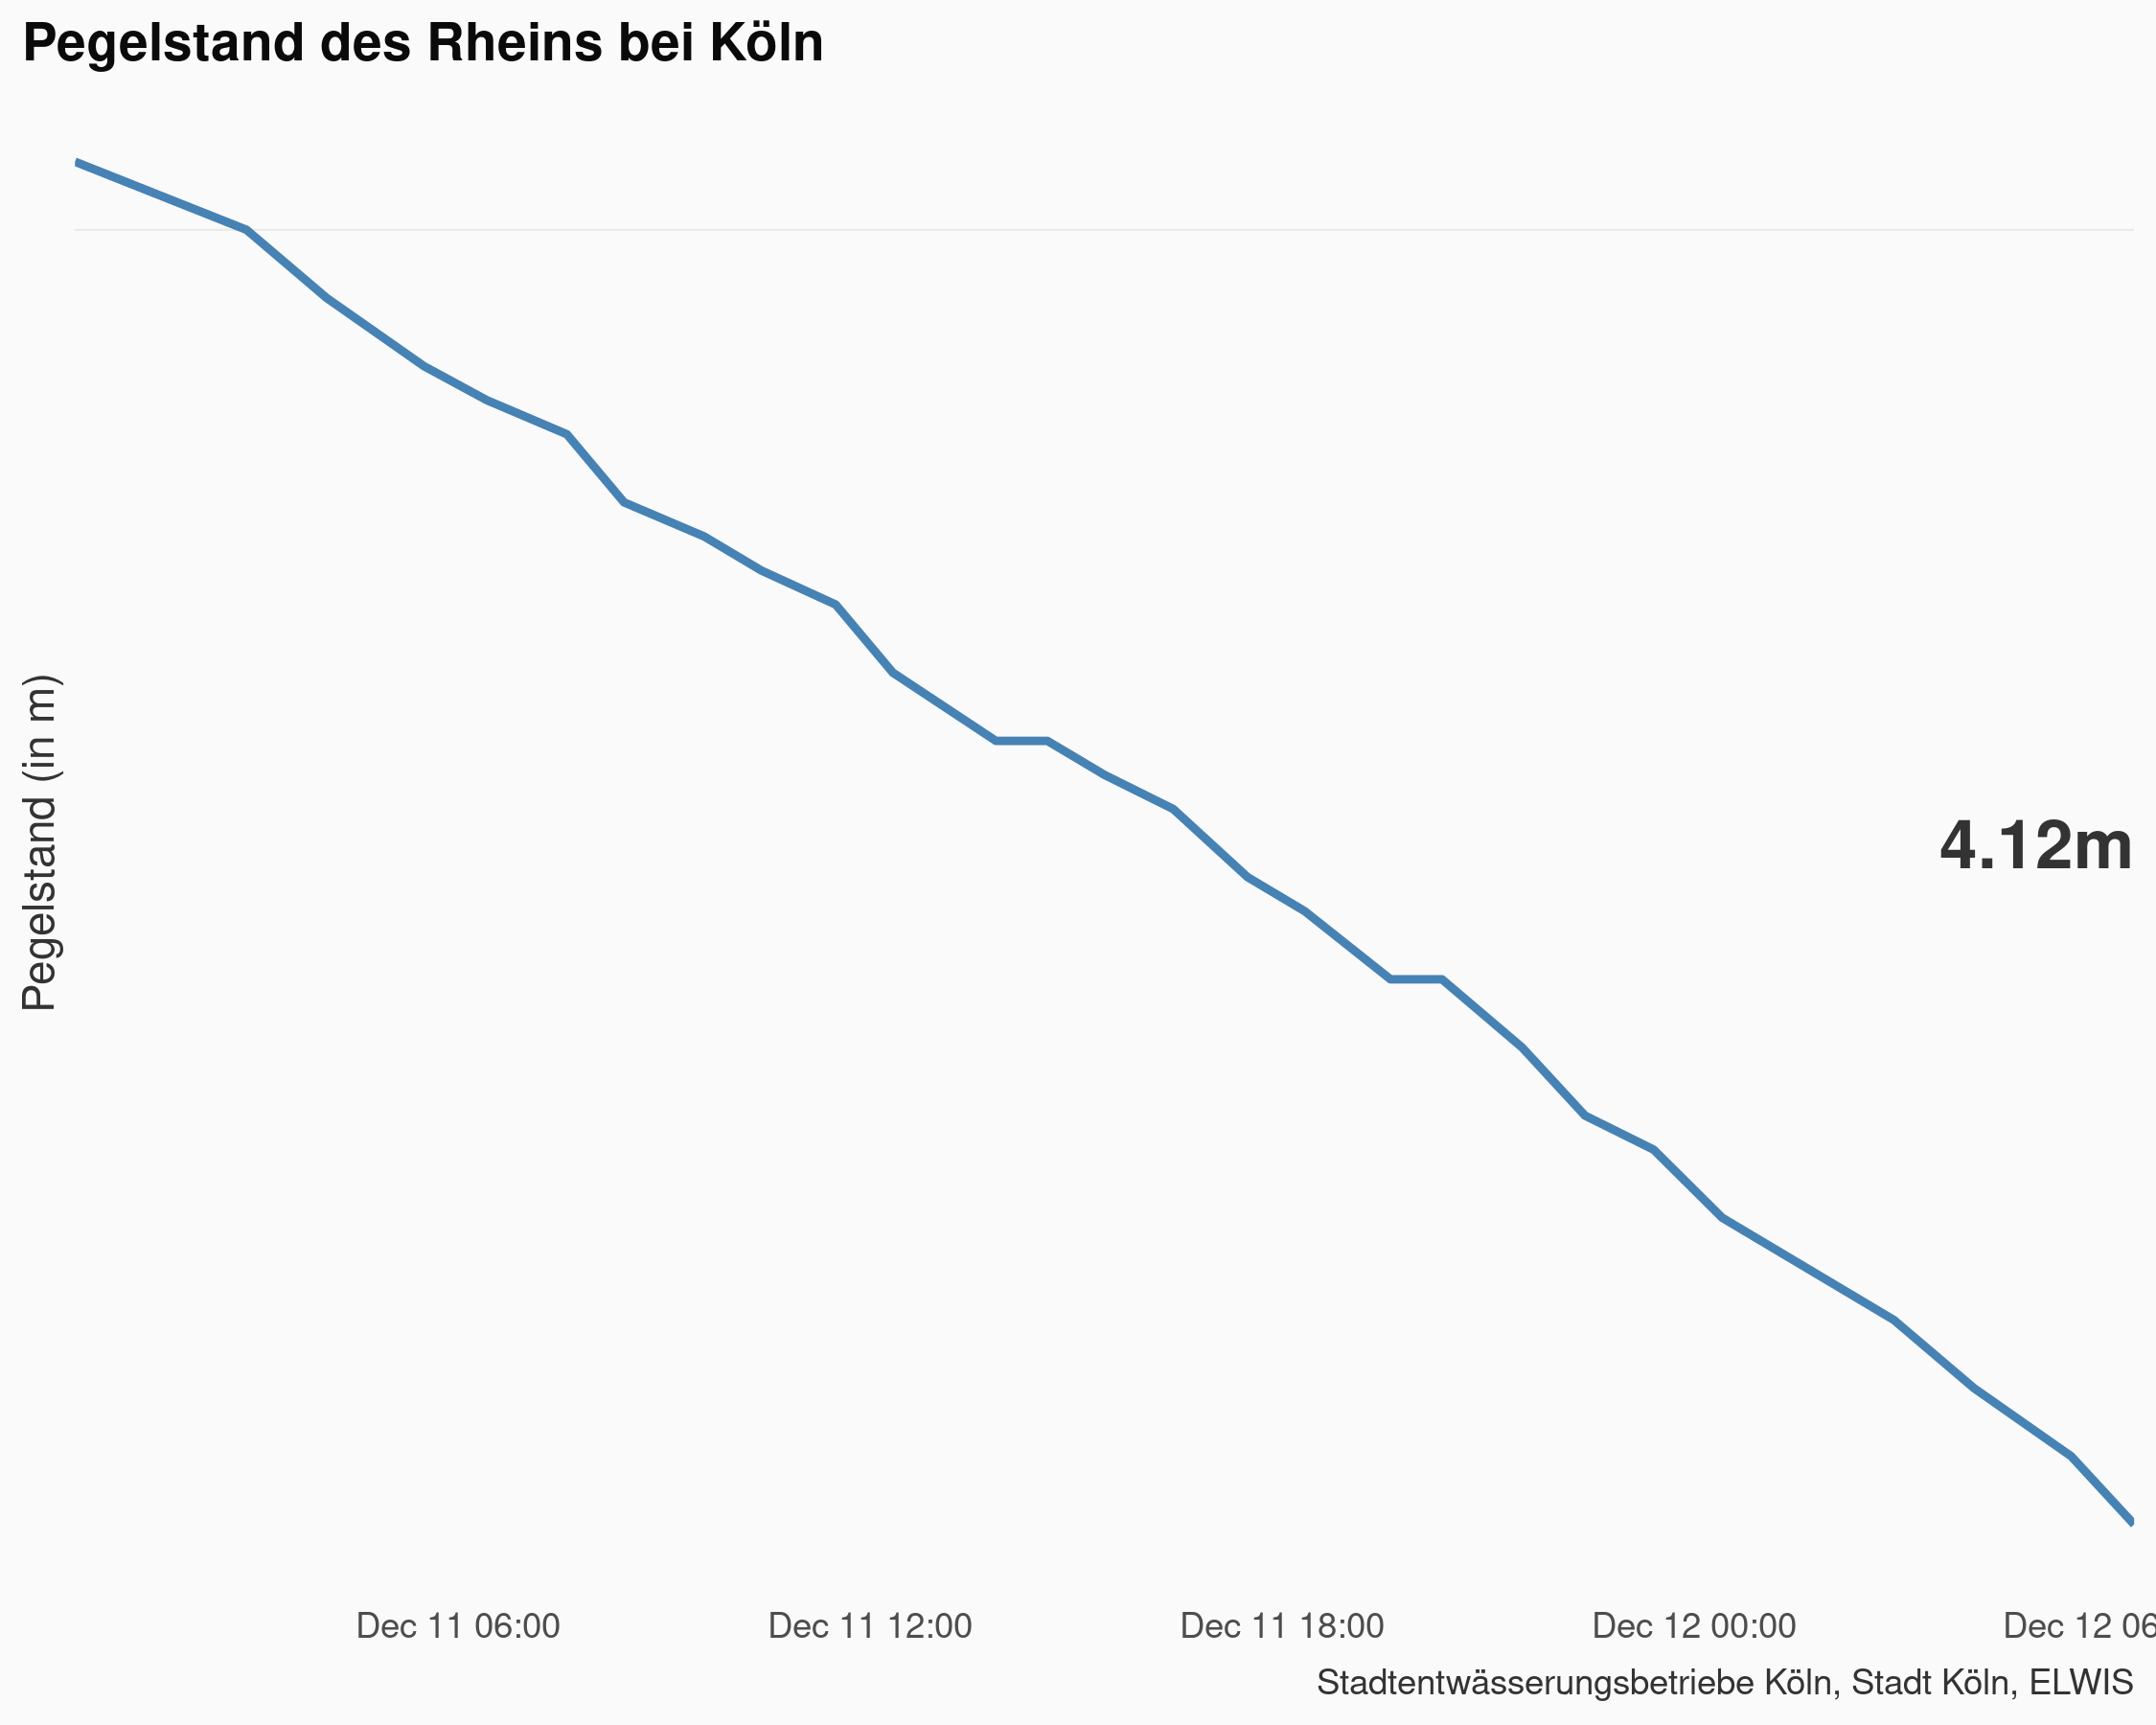 Pegelstand des Rheins bei Köln
Pegelstand (in m)
4.12m
Dec 11 06:00
Dec 11 12:00
Dec 11 18:00
Dec 12 00:00
Dec 12 06
Stadtentwässerungsbetriebe Köln, Stadt Köln, ELWIS